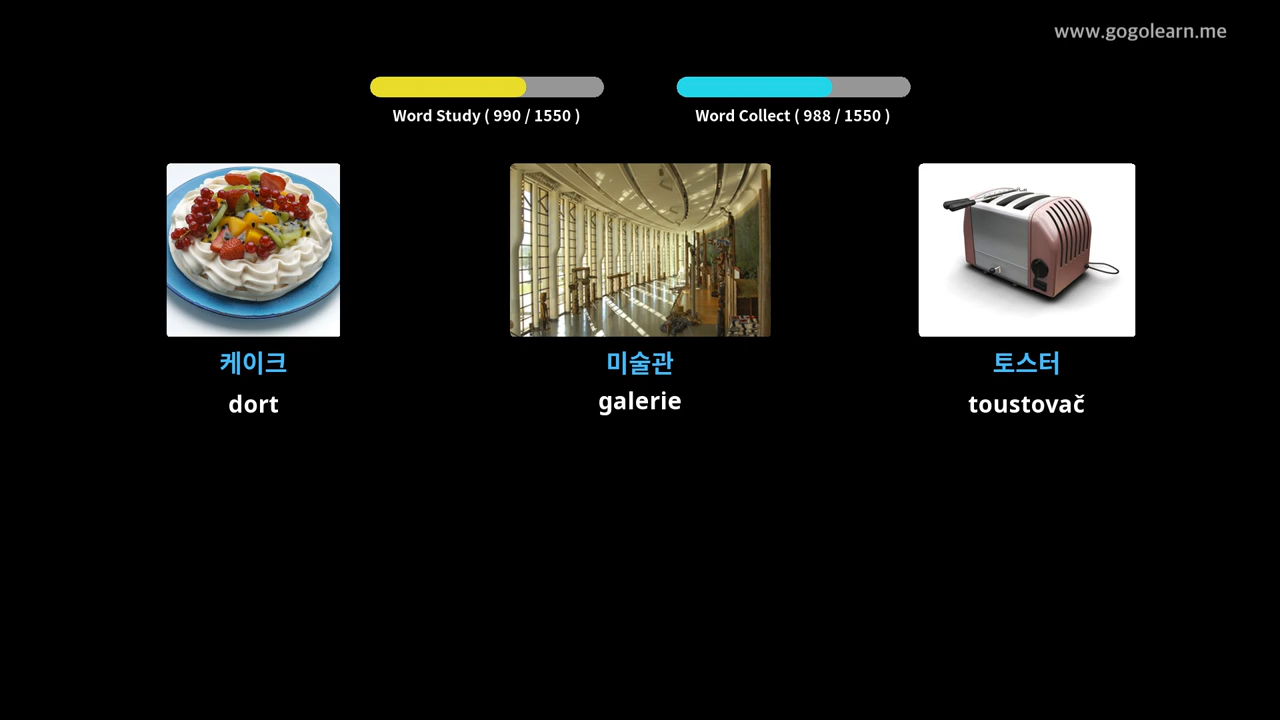 www.gogolearn.me
Word Study ( 990 / 1550 )
Word Collect ( 988 / 1550 )
케이크
미술관
토스터
dort
galerie
toustovač